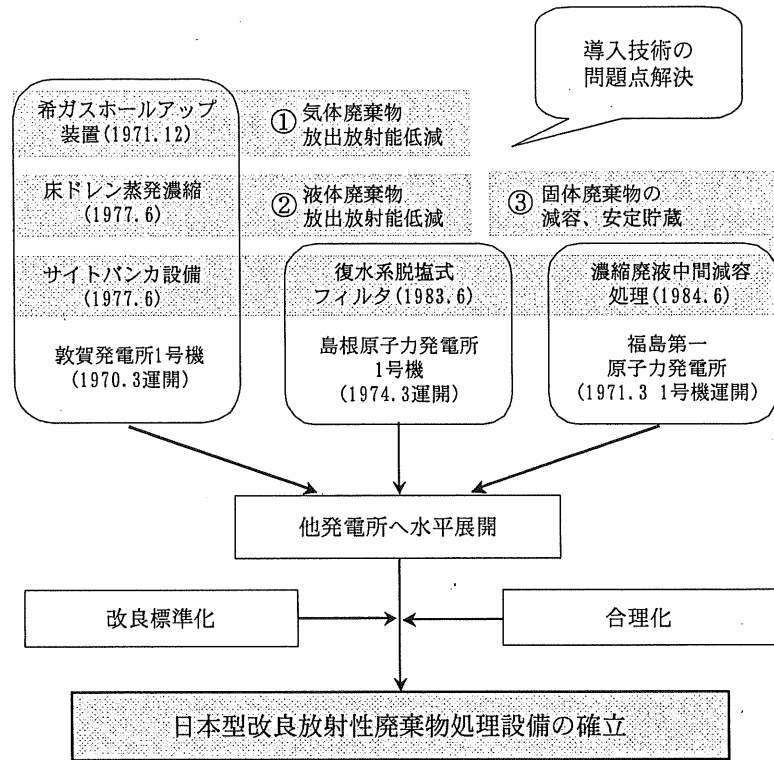 導入技術の
問題点解決
希ガスホールアップ
装置(1971.12)
① 気体廃棄物
放出放射能低減
床ドレン蒸発濃縮
(1977.6)
② 液体廃棄物
放出放射能低減
③ 固体廃棄物の
減容、安定貯蔵
サイトバンカ設備
(1977.6)
復水系脱塩式
フィルタ(1983.6)
濃縮廃液中間減容
処理(1984.6)
敦賀発電所1号機
(1970.3運開)
島根原子力発電所
1号機
(1974.3運開)
福島第一
原子力発電所
(1971.3 1号機運開)
他発電所へ水平展開
改良標準化
合理化
日本型改良放射性廃棄物処理設備の確立